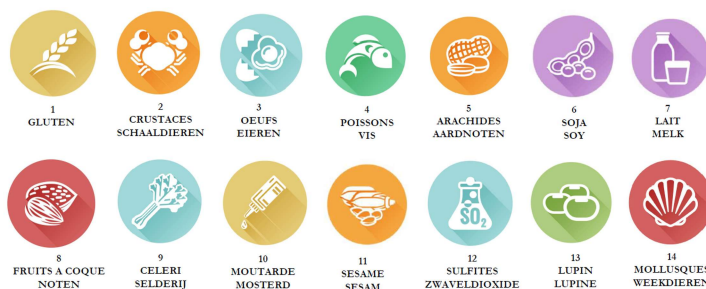 1
GLUTEN
2
CRUSTACES
SCHAALDIEREN
3
OEUFS
EIEREN
4
POISSONS
VIS
5
ARACHIDES
AARDNOTEN
6
SOJA
SOY
7
LAIT
MELK
8
FRUITS A COQUE
NOTEN
9
CELERI
SELDERIJ
10
MOUTARDE
MOSTERD
11
SESAME
SESAM
SO2
12
SULFITES
ZWAVELDIOXIDE
13
LUPIN
LUPINE
14
MOLLUSQUES
WEEKDIEREN